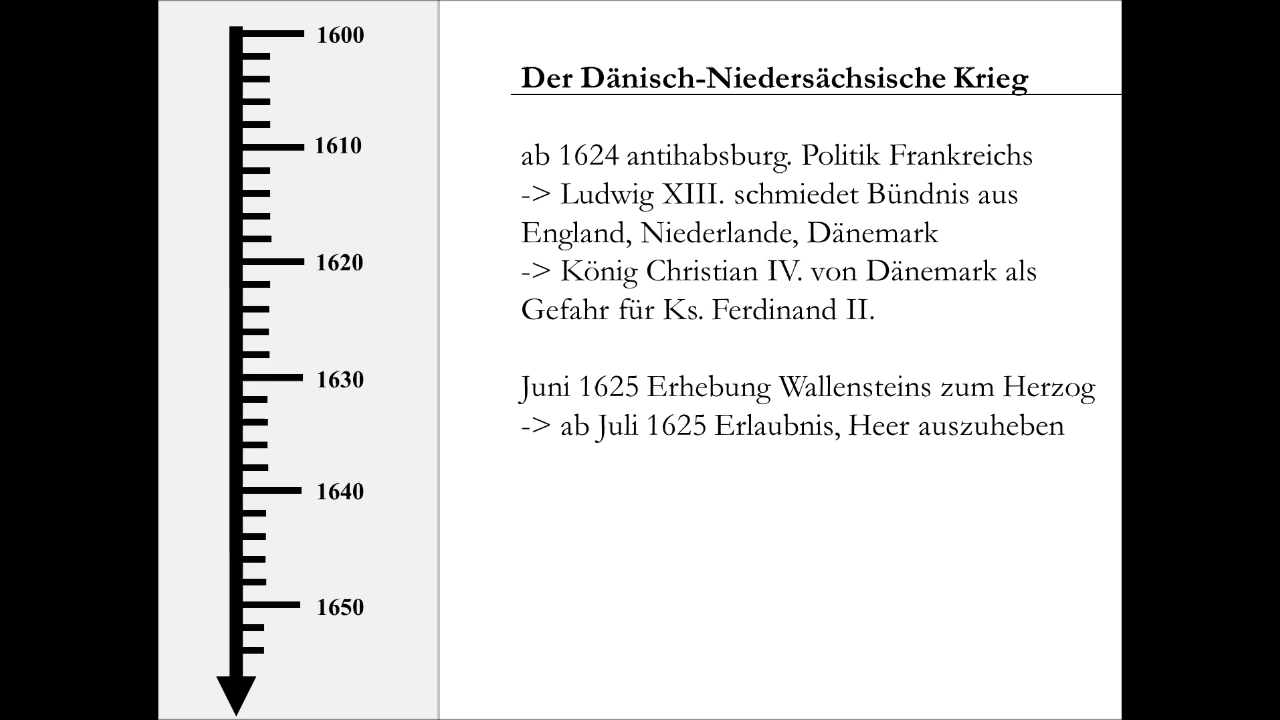 1600
1610
1620
1630
1640
1650
Der Dänisch-Niedersächsische Krieg
ab 1624 antihabsburg. Politik Frankreichs
-> Ludwig XIII. schmiedet Bündnis aus
England, Niederlande, Dänemark
-> König Christian IV. von Dänemark als
Gefahr für Ks. Ferdinand II.
Juni 1625 Erhebung Wallensteins zum Herzog
-> ab Juli 1625 Erlaubnis, Heer auszuheben